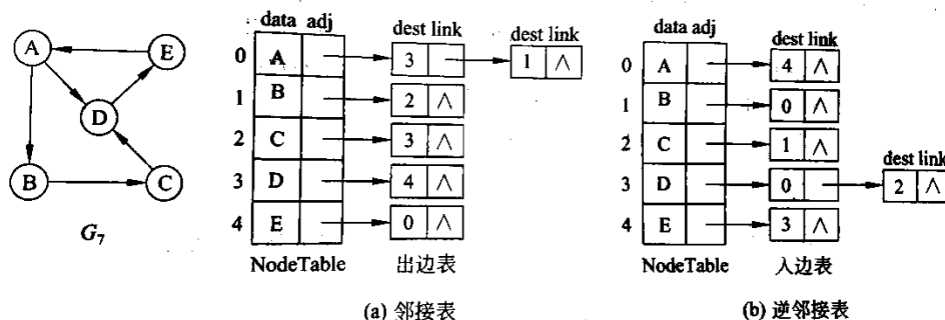 A
E
D
B
C
G7
data adj
dest link
dest link
0 A 3 1 ∧
1 B 2 ∧
2 C 3 ∧
3 D 4 ∧
4 E 0 ∧
NodeTable 出边表
(a) 邻接表
data adj
dest link
0 A 4 ∧
1 B 0 ∧
2 C 1 ∧
dest link
3 D 0 2 ∧
4 E 3 ∧
NodeTable 入边表
(b) 逆邻接表